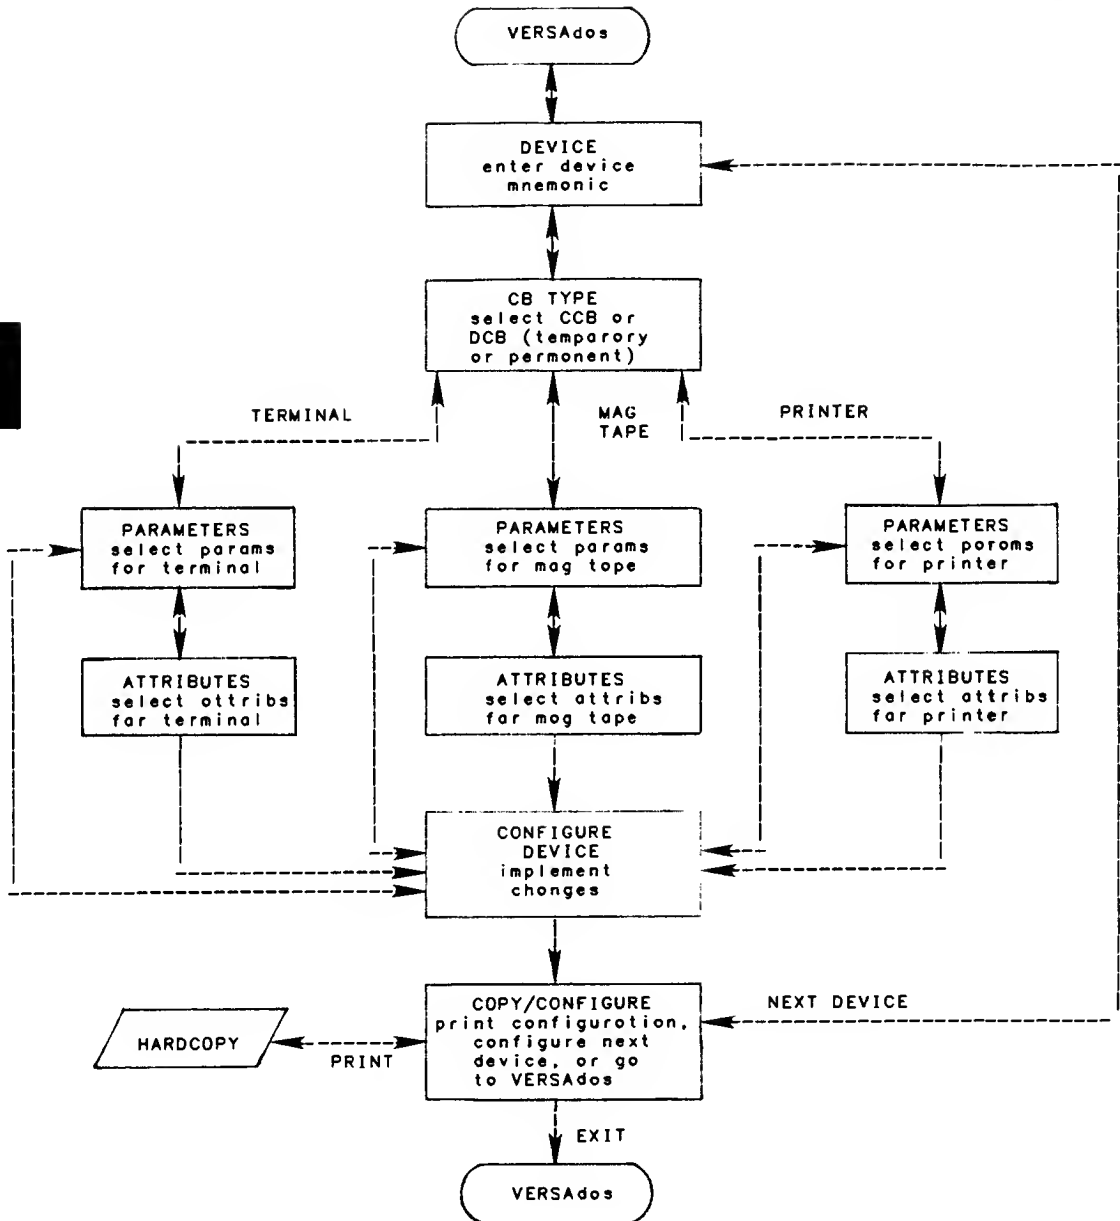 VERSAdos
DEVICE
enter device
mnemonic
CB TYPE
select CCB or
DCB (temparory
or permonent)
TERMINAL
MAG
TAPE
PRINTER
PARAMETERS
select params
for terminal
PARAMETERS
select params
for mag tope
PARAMETERS
select poroms
for printer
ATTRIBUTES
select ottribs
far terminal
ATTRIBUTES
select attribs
far mog tape
ATTRIBUTES
select attribs
far printer
CONFIGURE
DEVICE
implement
chonges
COPY/CONFIGURE
print configurotion,
configure next
device, or go
to VERSAdos
NEXT DEVICE
HARDCOPY
PRINT
EXIT
VERSAdos